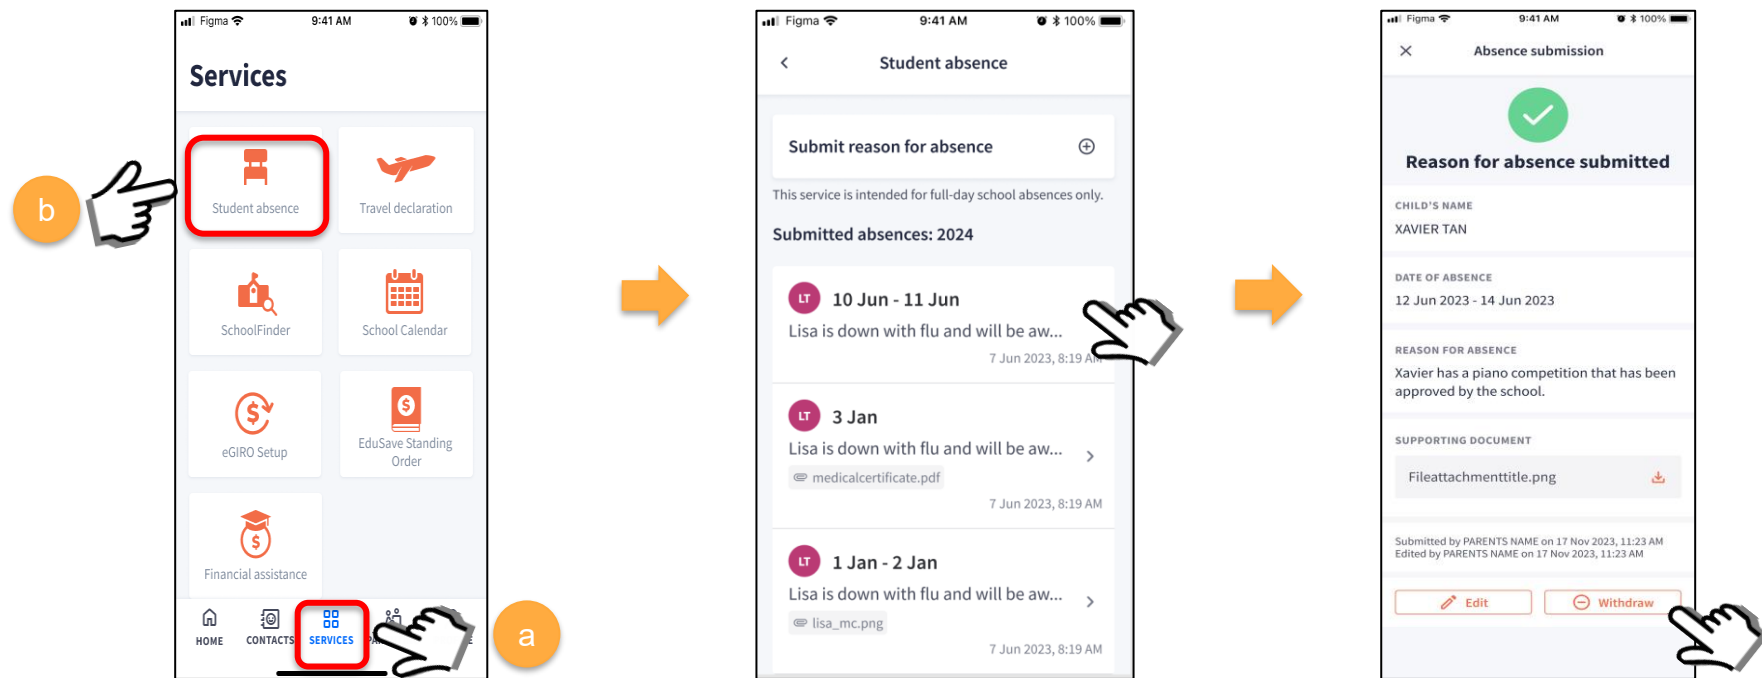 Figma
9:41 AM
100%
Services
b
Student absence
Travel declaration
SchoolFinder
School Calendar
eGIRO Setup
EduSave Standing
Order
Financial assistance
HOME
CONTACTS
SERVICES
a
Figma
9:41 AM
100%
Student absence
Submit reason for absence
This service is intended for full-day school absences only.
Submitted absences: 2024
LT
10 Jun - 11 Jun
Lisa is down with flu and will be aw...
7 Jun 2023, 8:19 AM
LT
3 Jan
Lisa is down with flu and will be aw...
medicalcertificate.pdf
7 Jun 2023, 8:19 AM
LT
1 Jan - 2 Jan
Lisa is down with flu and will be aw...
lisa_mc.png
7 Jun 2023, 8:19 AM
Figma
9:41 AM
100%
Absence submission
Reason for absence submitted
CHILD'S NAME
XAVIER TAN
DATE OF ABSENCE
12 Jun 2023 - 14 Jun 2023
REASON FOR ABSENCE
Xavier has a piano competition that has been
approved by the school.
SUPPORTING DOCUMENT
Fileattachmenttitle.png
Submitted by PARENTS NAME on 17 Nov 2023, 11:23 AM
Edited by PARENTS NAME on 17 Nov 2023, 11:23 AM
Edit
Withdraw